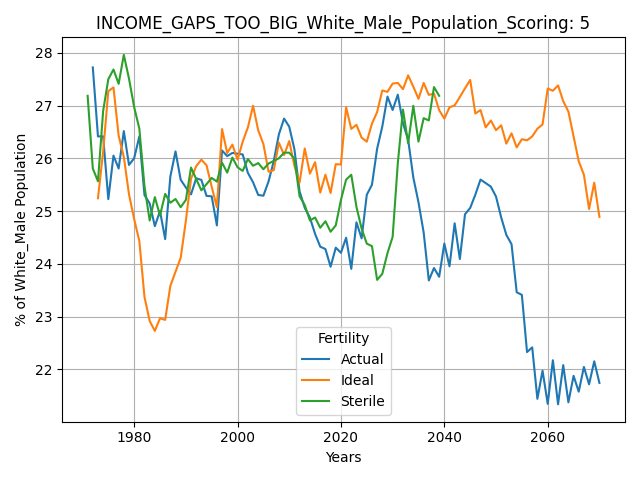 INCOME_GAPS_TOO_BIG_White_Male_Population_Scoring: 5
% of White_Male Population
28
27
26
25
24
23
22
Fertility
Actual
Ideal
Sterile
1980 2000 2020 2040 2060
Years